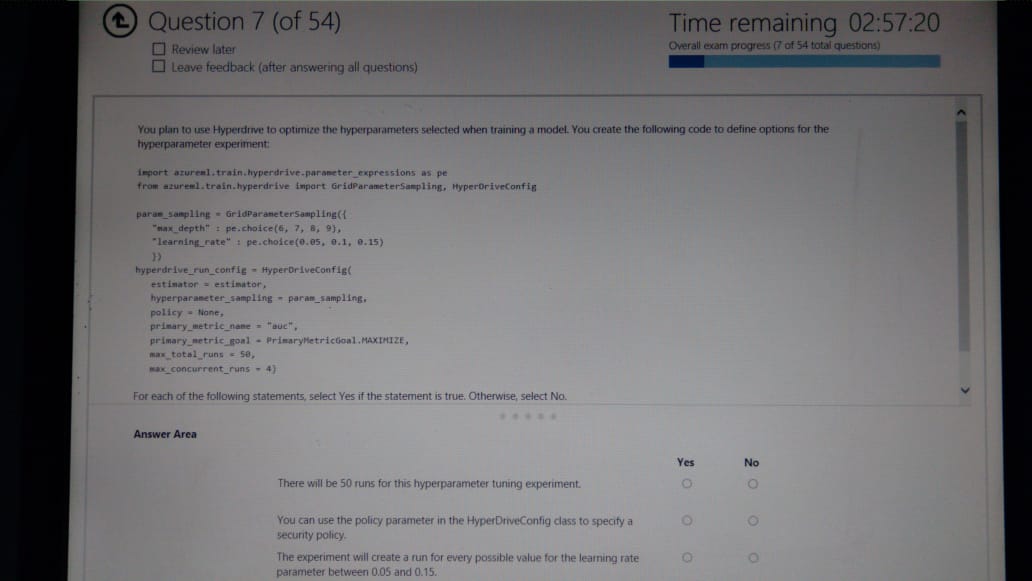 Question 7 (of 54)
Time remaining 02:57:20
Review later
Overall exam progress (7 of 54 total questions)
Leave feedback (after answering all questions)
You plan to use Hyperdrive to optimize the hyperparameters selected when training a model. You create the following code to define options for the
hyperparameter experiment:
import azureml.train.hyperdrive.parameter_expressions as pe
from azureml.train.hyperdrive import GridParameterSampling, HyperDriveConfig
param_sampling = GridParameterSampling({
"max_depth" : pe.choice(6, 7, 8, 9),
"learning_rate" : pe.choice(0.05, 0.1, 0.15)
})
hyperdrive_run_config = HyperDriveConfig(
estimator = estimator,
hyperparameter_sampling = param_sampling,
policy = None,
primary_metric_name = "auc",
primary_metric_goal = PrimaryMetricGoal.MAXIMIZE,
max_total_runs = 50,
max_concurrent_runs = 4)
For each of the following statements, select Yes if the statement is true. Otherwise, select No.
Answer Area
Yes No
There will be 50 runs for this hyperparameter tuning experiment.
You can use the policy parameter in the HyperDriveConfig class to specify a
security policy.
The experiment will create a run for every possible value for the learning rate
parameter between 0.05 and 0.15.